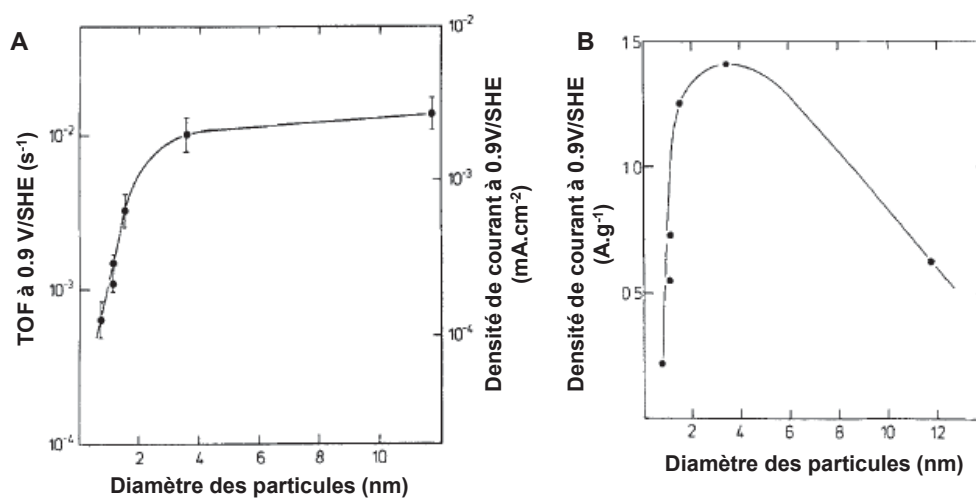 A
TOF à 0.9 V/SHE (s⁻¹)
10⁻²
10⁻³
10⁻⁴
2 4 6 8 10
Diamètre des particules (nm)
10⁻²
10⁻³
10⁻⁴
Densité de courant à 0.9V/SHE
(mA.cm⁻²)
B
Densité de courant à 0.9V/SHE
(A.g⁻¹)
1.5
1.0
0.5
2 4 6 8 10 12
Diamètre des particules (nm)